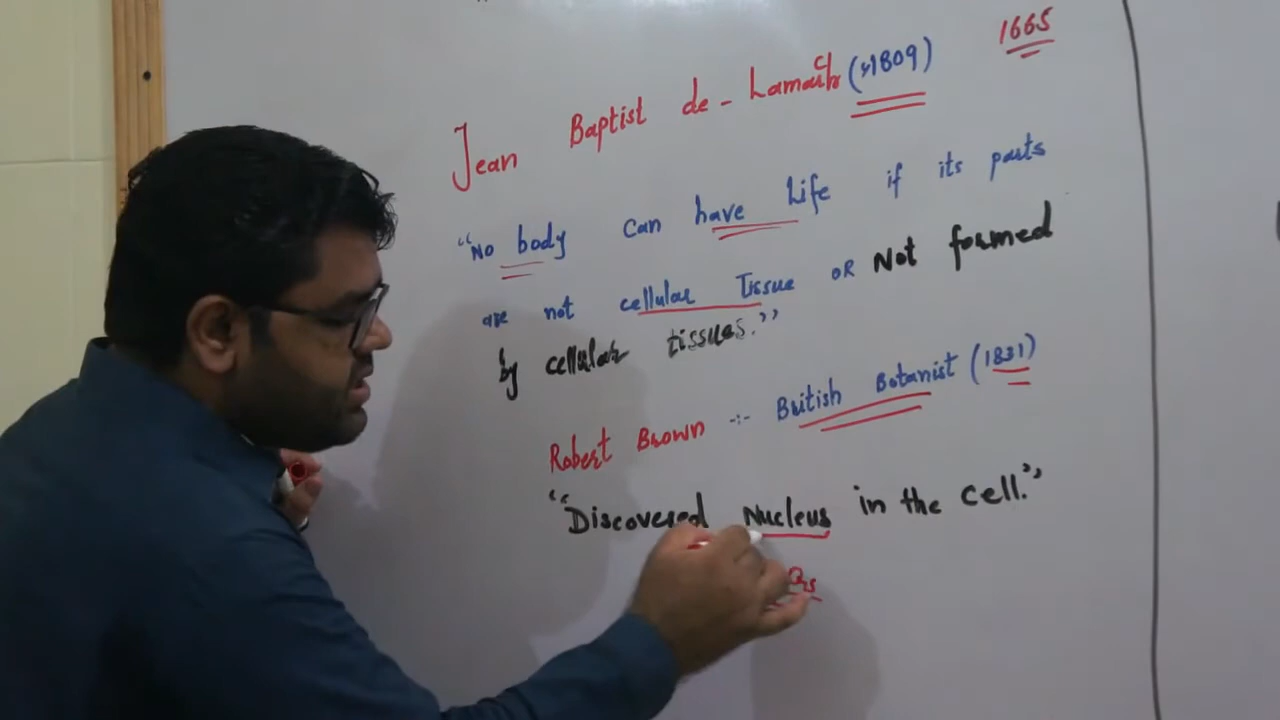 1665
Jean Baptist de-Lamarck (1809)
"No body can have Life if its parts
are not cellular Tissue OR Not formed
by cellular tissues."
Robert Brown -:- British Botanist (1831)
"Discovered Nucleus in the cell."